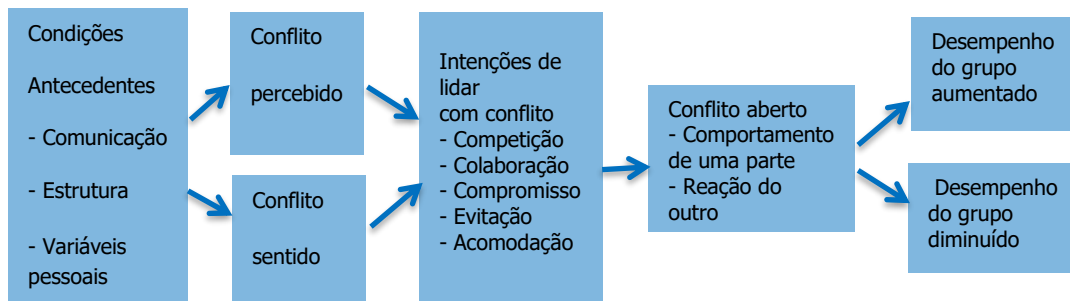 Condições
Antecedentes
- Comunicação
- Estrutura
- Variáveis
pessoais
Conflito
percebido
Conflito
sentido
Intenções de
lidar
com conflito
- Competição
- Colaboração
- Compromisso
- Evitação
- Acomodação
Conflito aberto
- Comportamento
de uma parte
- Reação do
outro
Desempenho
do grupo
aumentado
Desempenho
do grupo
diminuído